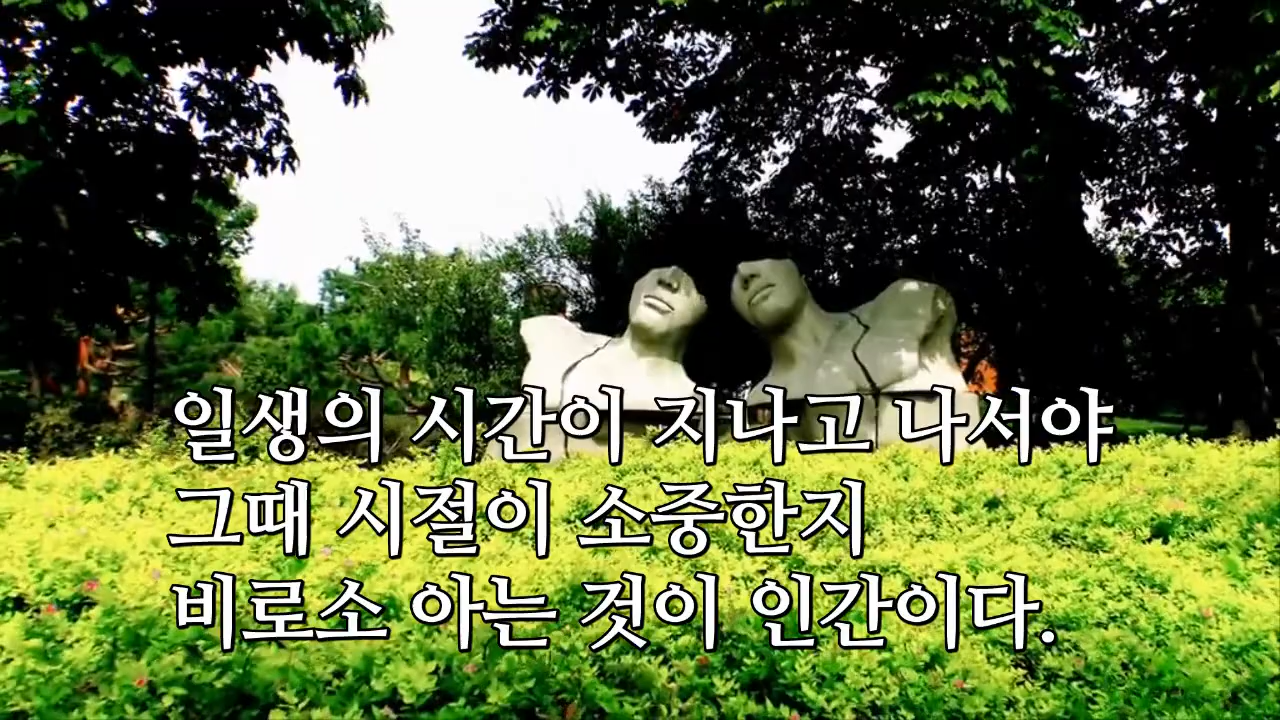 일생의 시간이 지나고 나서야
그때 시절이 소중한지
비로소 아는 것이 인간이다.